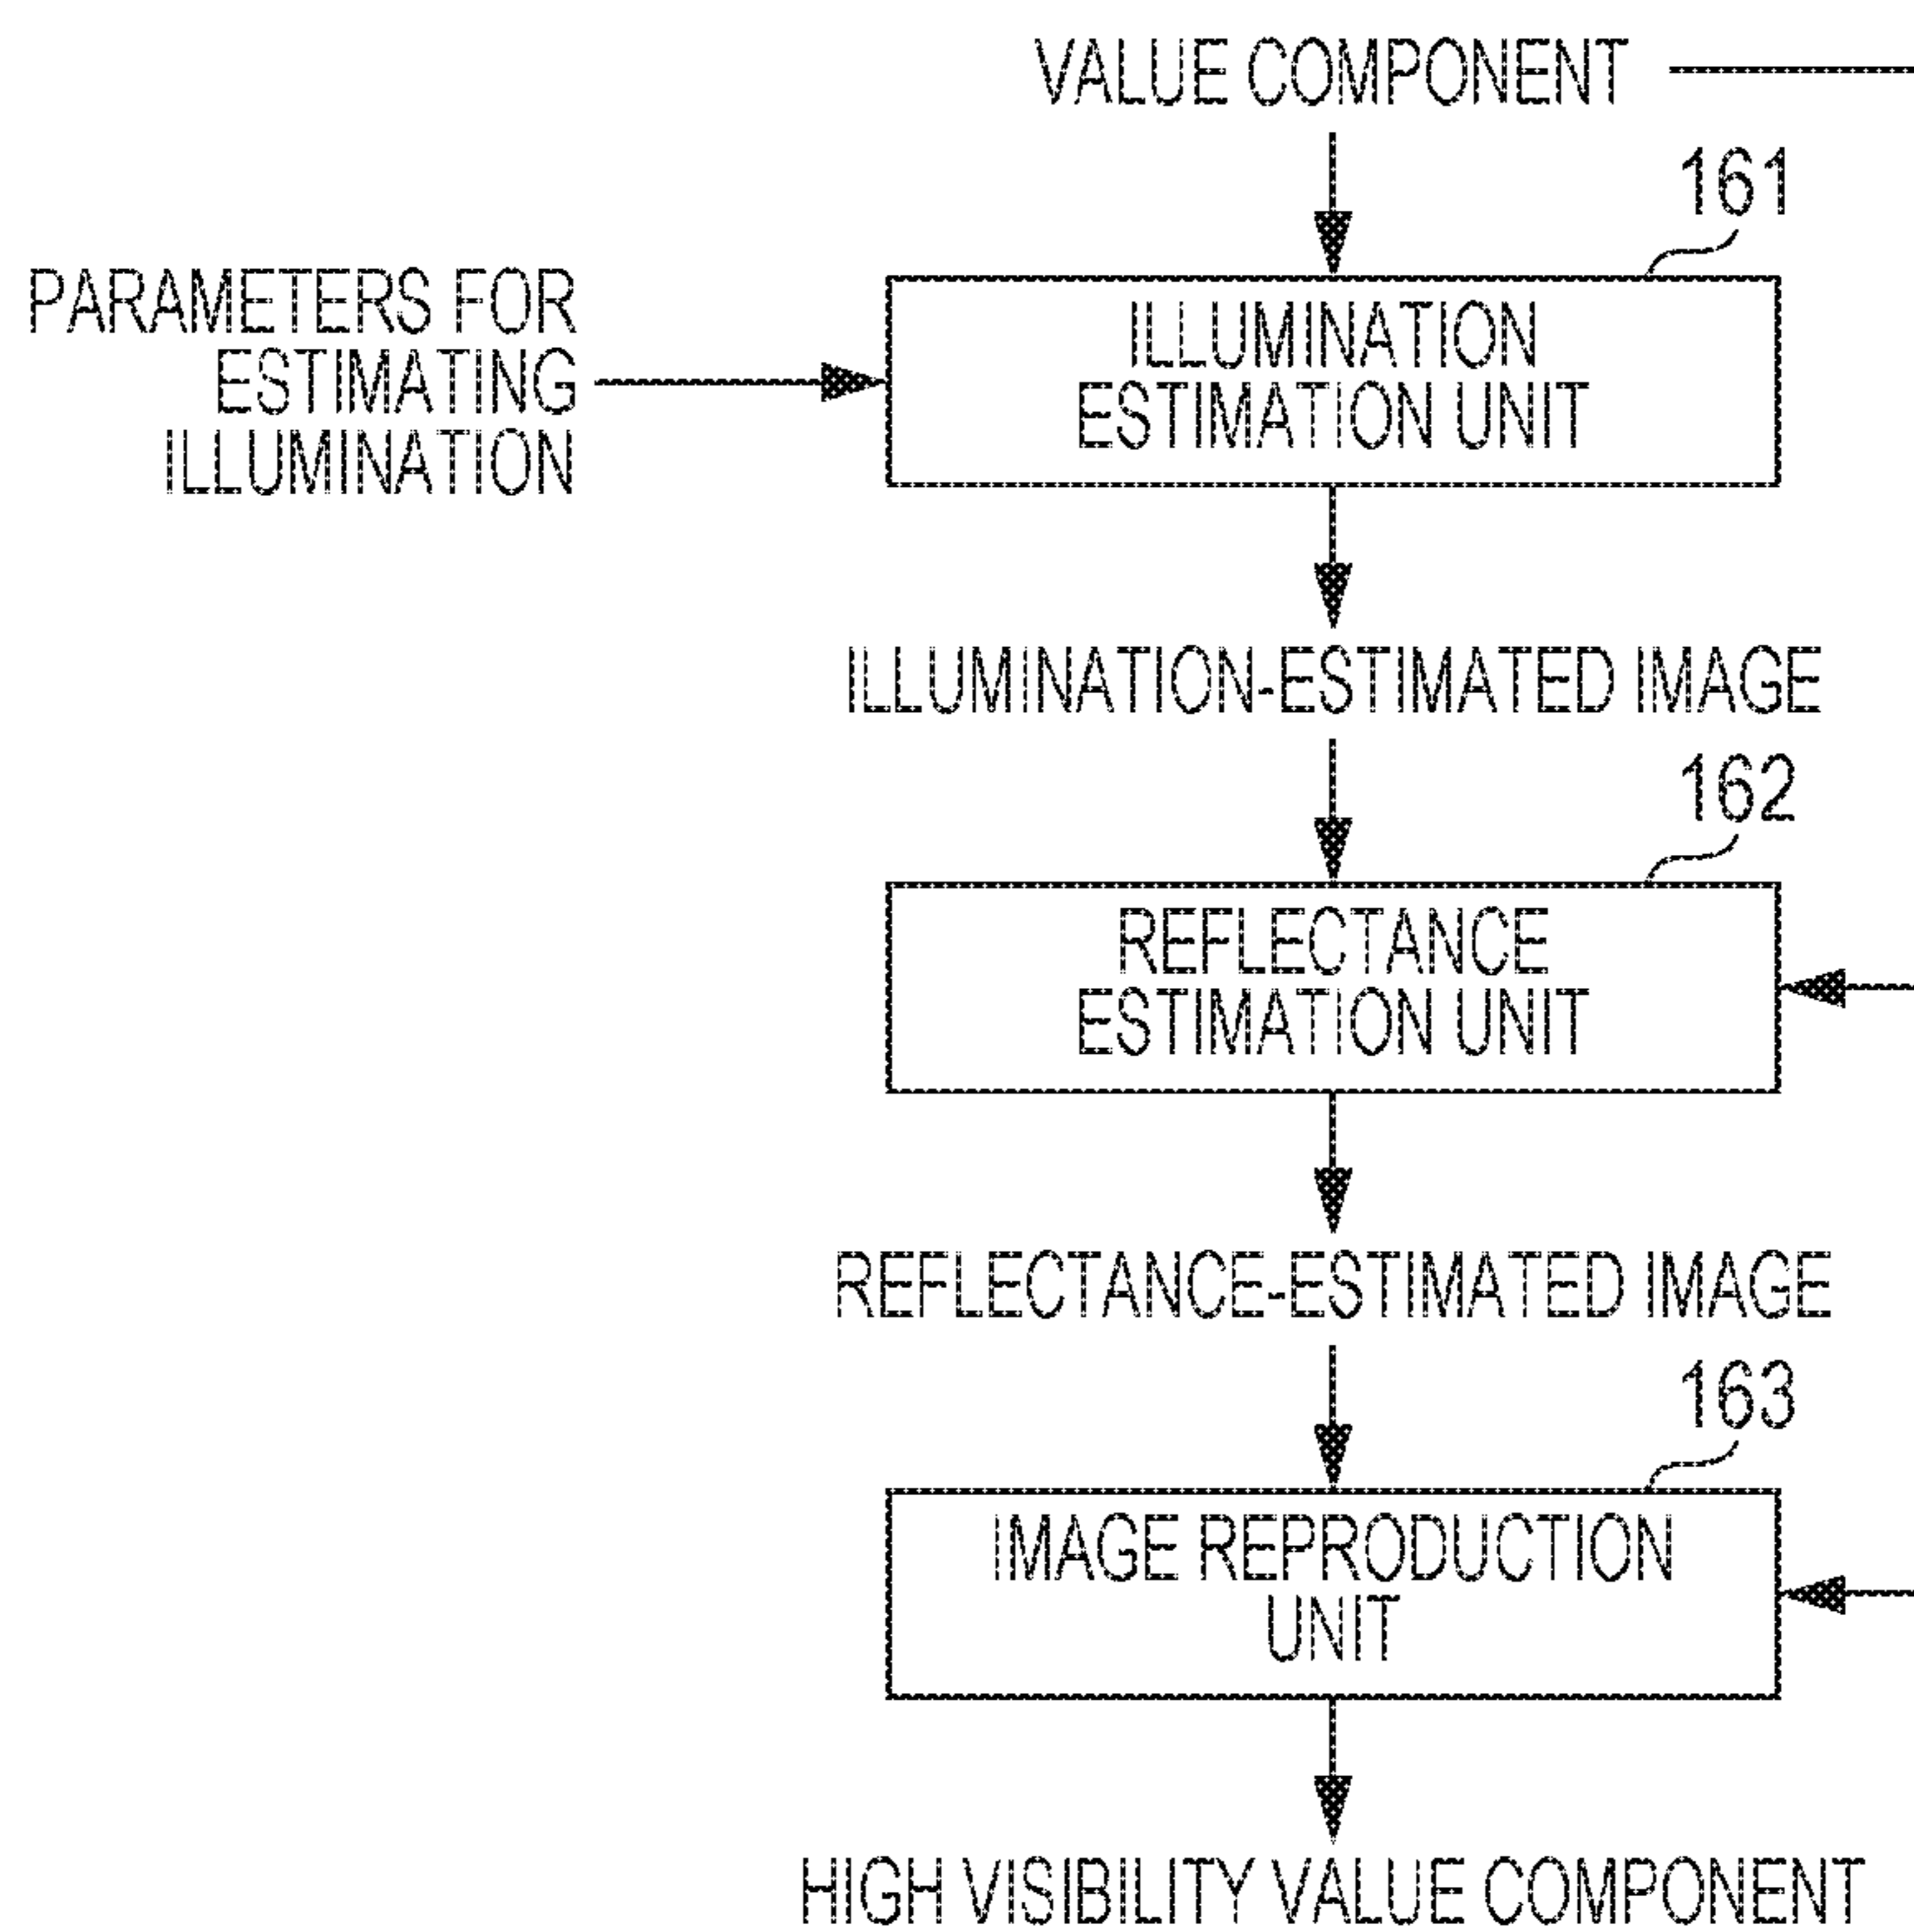 VALUE COMPONENT
161
PARAMETERS FOR
ESTIMATING
ILLUMINATION
ILLUMINATION
ESTIMATION UNIT
ILLUMINATION-ESTIMATED IMAGE
162
REFLECTANCE
ESTIMATION UNIT
REFLECTANCE-ESTIMATED IMAGE
163
IMAGE REPRODUCTION
UNIT
HIGH VISIBILITY VALUE COMPONENT